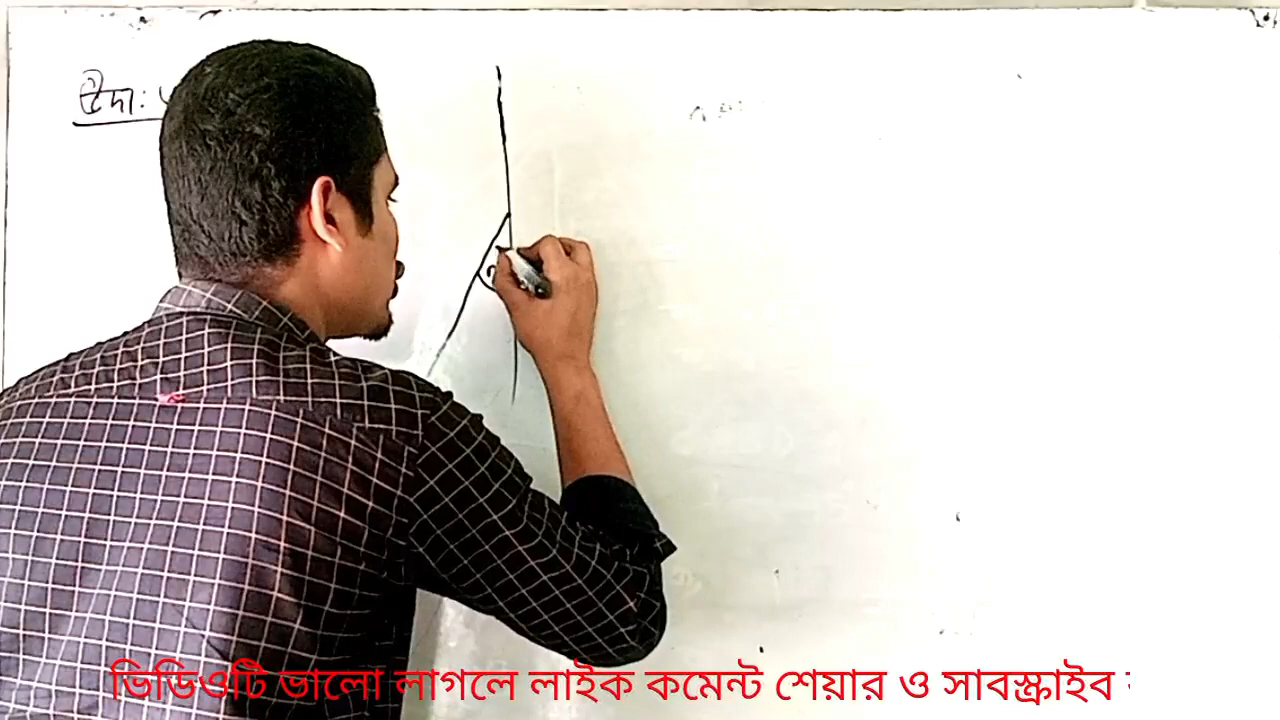 উদা:
ভিডিওটি ভালো লাগলে লাইক কমেন্ট শেয়ার ও সাবস্ক্রাইব